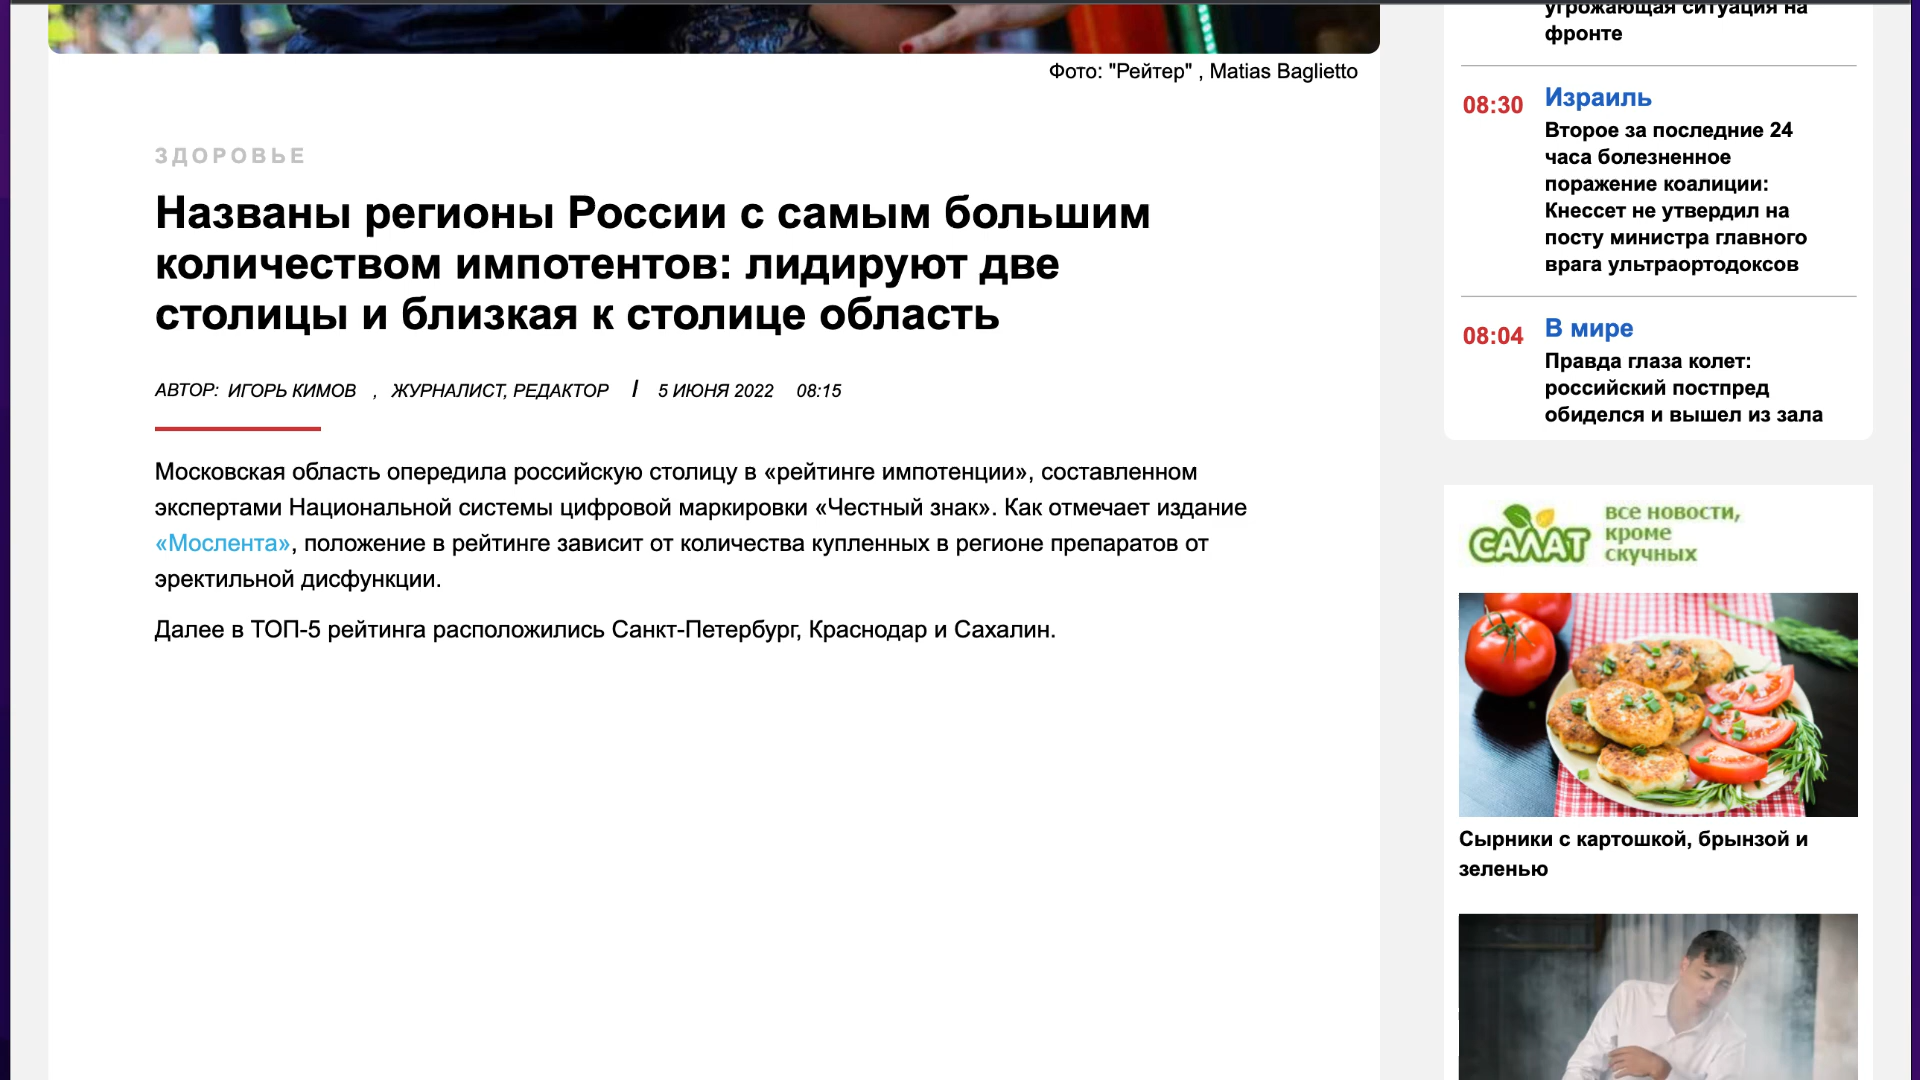 Фото: "Рейтер" , Matias Baglietto
ЗДОРОВЬЕ
Названы регионы России с самым большим
количеством импотентов: лидируют две
столицы и близкая к столице область
АВТОР: ИГОРЬ КИМОВ , ЖУРНАЛИСТ, РЕДАКТОР / 5 ИЮНЯ 2022 08:15
Московская область опередила российскую столицу в «рейтинге импотенции», составленном
экспертами Национальной системы цифровой маркировки «Честный знак». Как отмечает издание
«Мослента», положение в рейтинге зависит от количества купленных в регионе препаратов от
эректильной дисфункции.
Далее в ТОП-5 рейтинга расположились Санкт-Петербург, Краснодар и Сахалин.
угрожающая ситуация на
фронте
08:30 Израиль
Второе за последние 24
часа болезненное
поражение коалиции:
Кнессет не утвердил на
посту министра главного
врага ультраортодоксов
08:04 В мире
Правда глаза колет:
российский постпред
обиделся и вышел из зала
САЛАТ
все новости,
кроме
скучных
Сырники с картошкой, брынзой и
зеленью